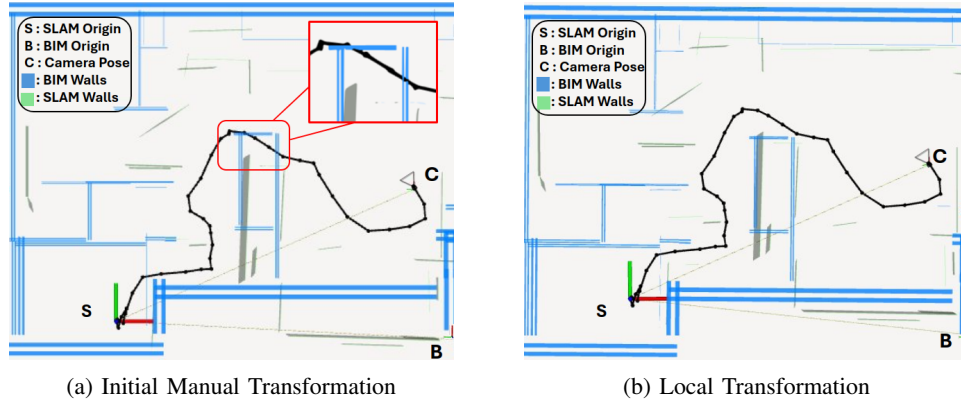 S : SLAM Origin
B : BIM Origin
C : Camera Pose
: BIM Walls
: SLAM Walls
C
S
B
(a) Initial Manual Transformation
S : SLAM Origin
B : BIM Origin
C : Camera Pose
: BIM Walls
: SLAM Walls
C
S
B
(b) Local Transformation